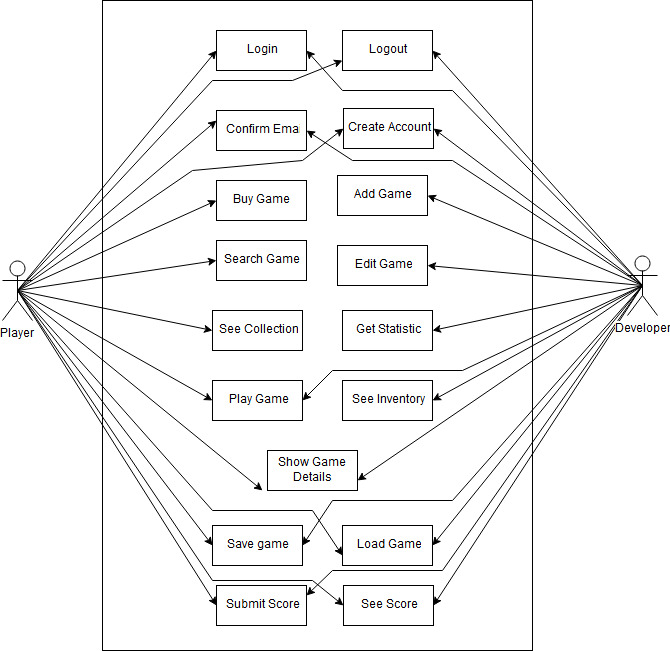 Login
Logout
Confirm Emai
Create Account
Buy Game
Add Game
Search Game
Edit Game
Player
Developer
See Collection
Get Statistic
Play Game
See Inventory
Show Game
Details
Save game
Load Game
Submit Score
See Score